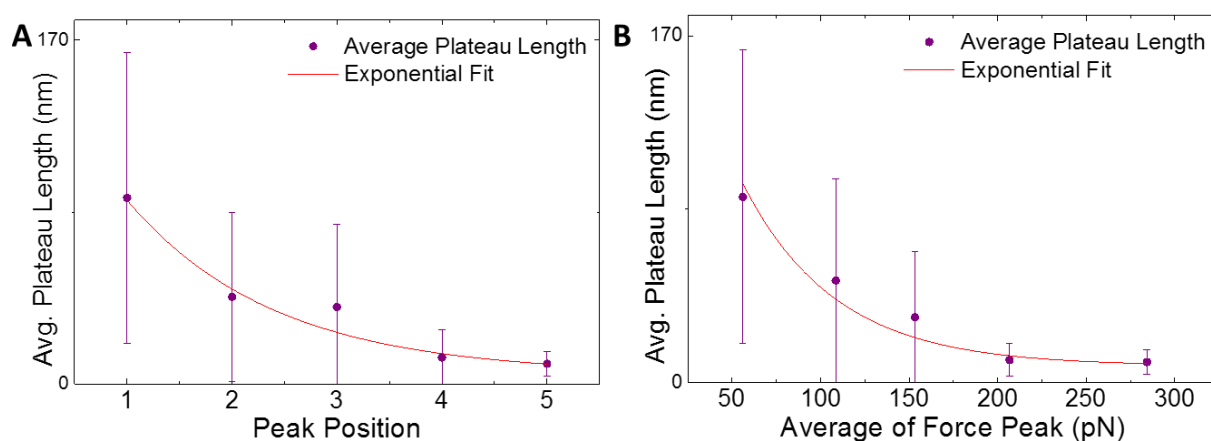 A
170
Average Plateau Length
Exponential Fit
Avg. Plateau Length (nm)
0
1 2 3 4 5
Peak Position
B
170
Average Plateau Length
Exponential Fit
Avg. Plateau Length (nm)
0
50 100 150 200 250 300
Average of Force Peak (pN)